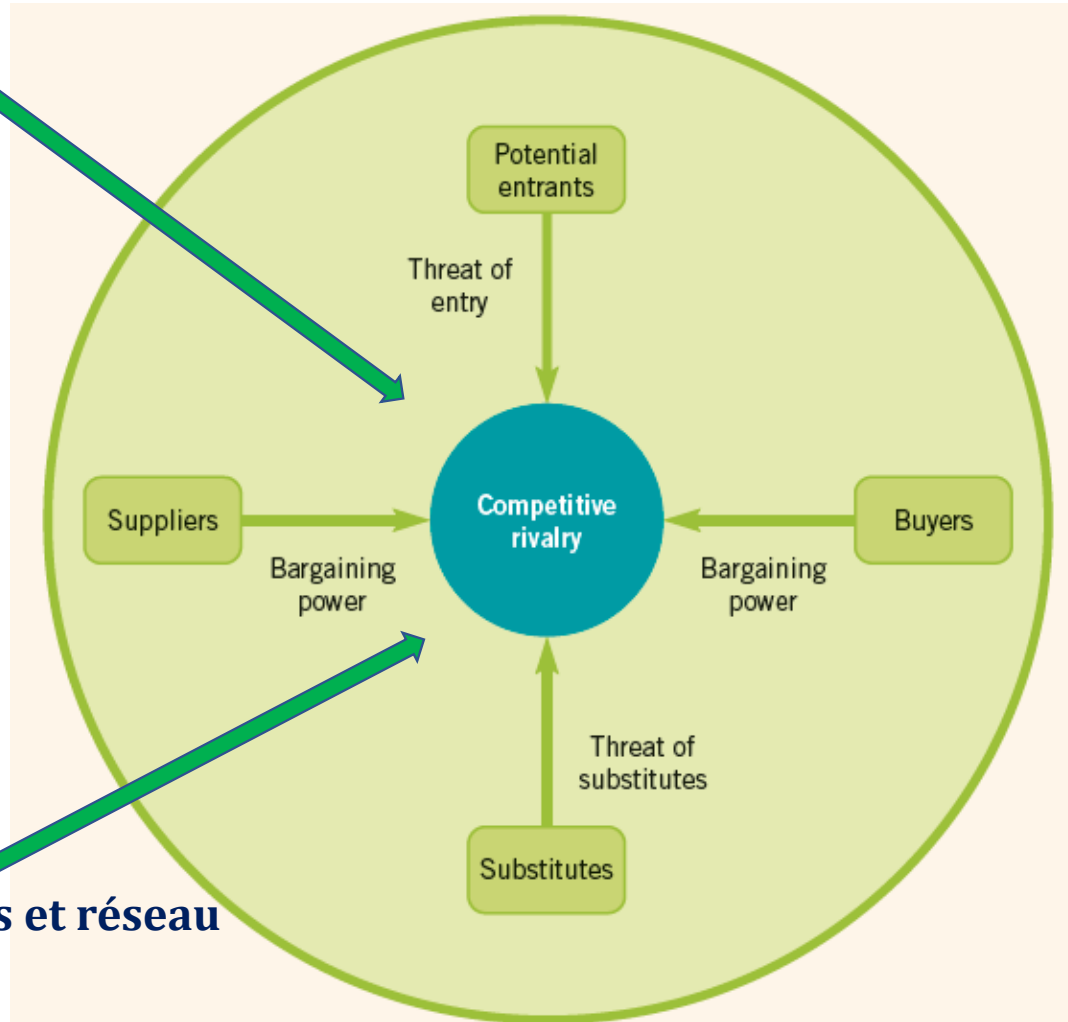 Potential
entrants
Threat of
entry
Suppliers
Bargaining
power
Competitive
rivalry
Buyers
Bargaining
power
Threat of
substitutes
Substitutes
s et réseau